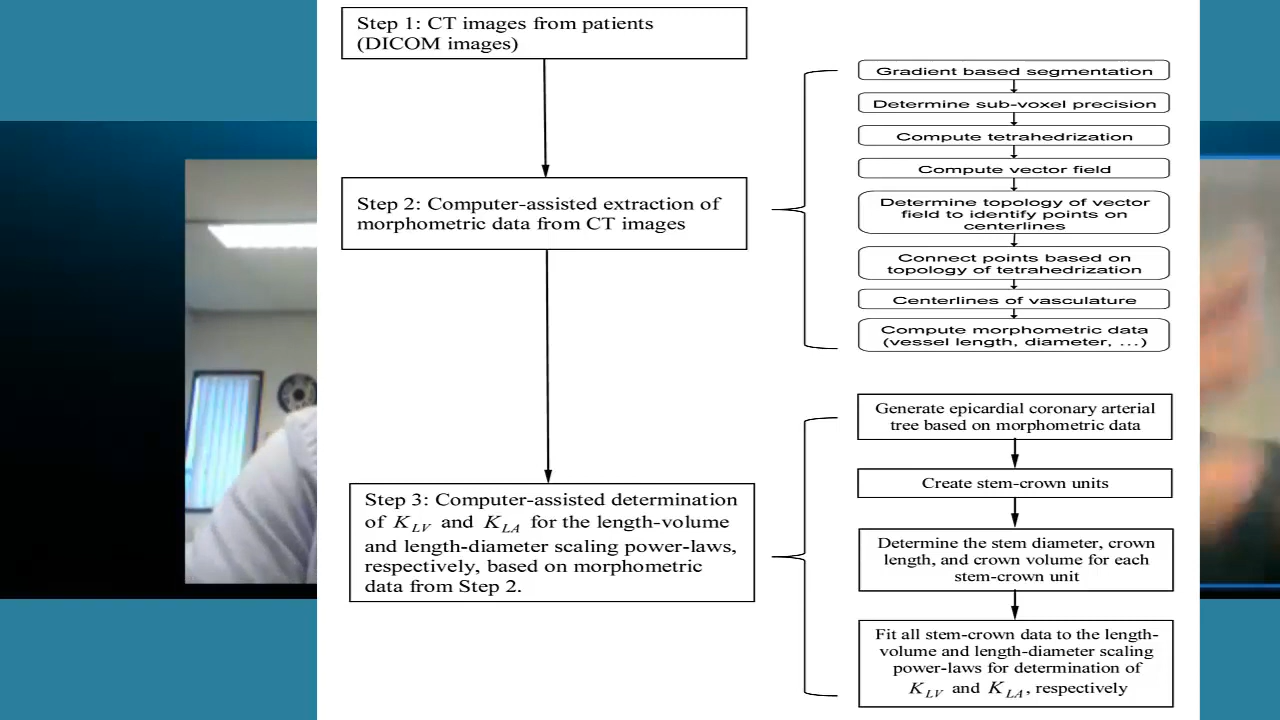 Step 1: CT images from patients
(DICOM images)
Step 2: Computer-assisted extraction of
morphometric data from CT images
Step 3: Computer-assisted determination
of K_LV and K_LA for the length-volume
and length-diameter scaling power-laws,
respectively, based on morphometric
data from Step 2.
Gradient based segmentation
Determine sub-voxel precision
Compute tetrahedrization
Compute vector field
Determine topology of vector
field to identify points on
centerlines
Connect points based on
topology of tetrahedrization
Centerlines of vasculature
Compute morphometric data
(vessel length, diameter, …)
Generate epicardial coronary arterial
tree based on morphometric data
Create stem-crown units
Determine the stem diameter, crown
length, and crown volume for each
stem-crown unit
Fit all stem-crown data to the length-
volume and length-diameter scaling
power-laws for determination of
K_LV and K_LA, respectively